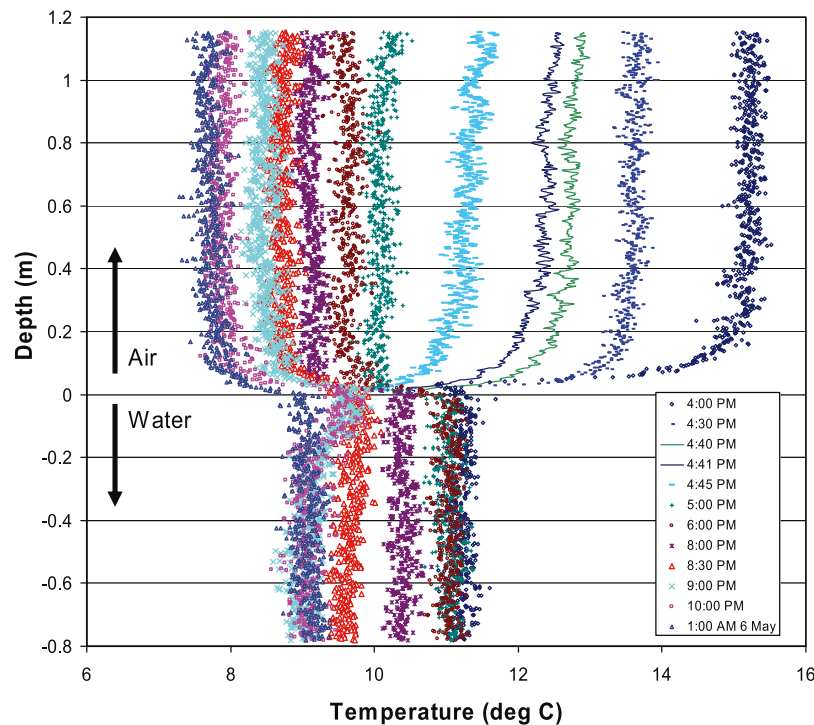 1.2
1
0.8
0.6
0.4
0.2
0
-0.2
-0.4
-0.6
-0.8
Depth (m)
Air
Water
4:00 PM
4:30 PM
4:40 PM
4:41 PM
4:45 PM
5:00 PM
6:00 PM
8:00 PM
8:30 PM
9:00 PM
10:00 PM
1:00 AM 6 May
6 8 10 12 14 16
Temperature (deg C)